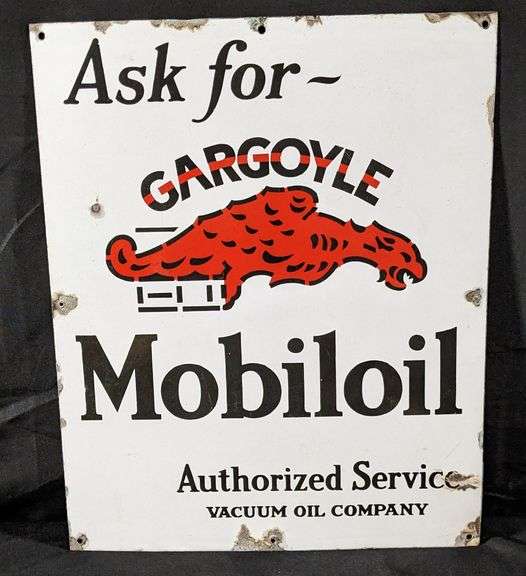 Ask for~
GARGOYLE
Mobiloil
Authorized Service
VACUUM OIL COMPANY